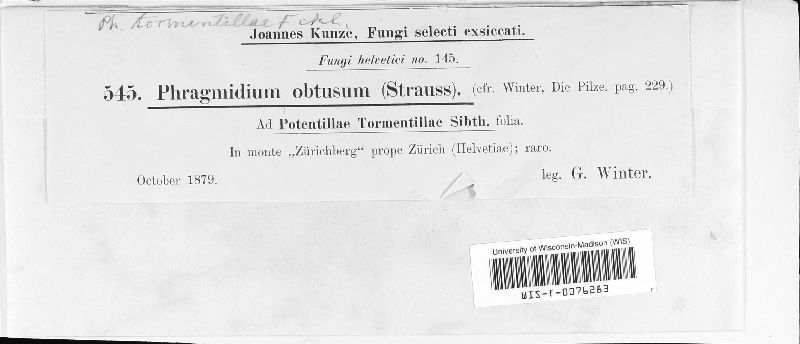 Ph. tormentillae Fckl.
Joannes Kunze, Fungi selecti exsiccati.
Fungi helvetici no. 145.
545. Phragmidium obtusum (Strauss). (cfr. Winter, Die Pilze. pag. 229.)
Ad Potentillae Tormentillae Sibth. folia.
In monte „Zürichberg“ prope Zürich (Helvetiae); raro.
October 1879.
leg. G. Winter.
University of Wisconsin-Madison (WIS)
WIS-f-0076283